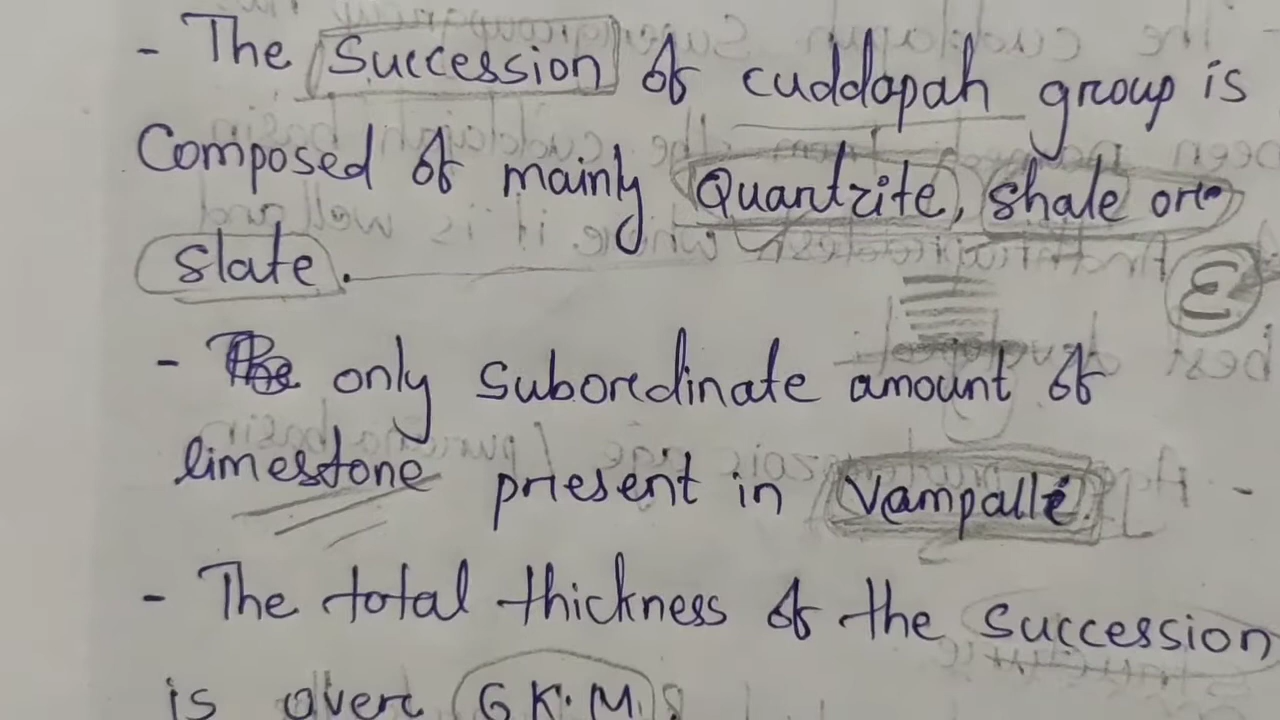 - The Succession of cuddapah group is
Composed of mainly Quartzite, shale or
slate.
- The only subordinate amount of
limestone present in Vampalle
- The total thickness of the succession
is over 6 K.M.